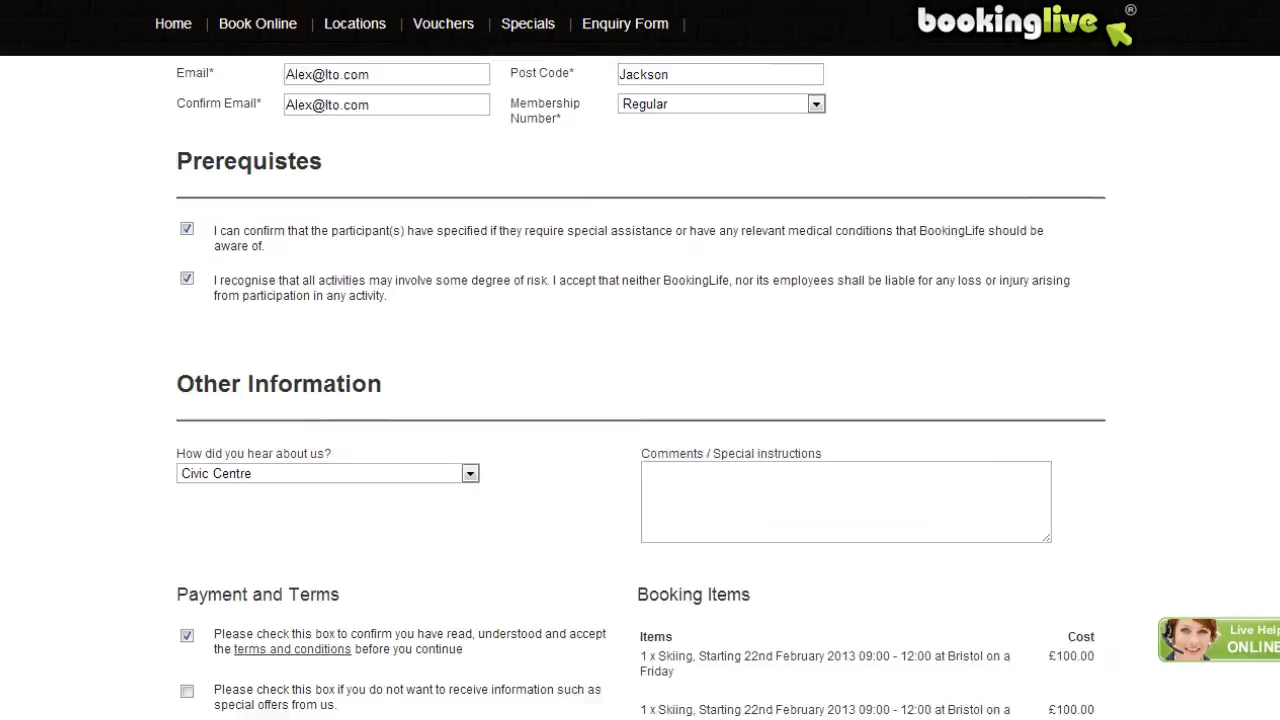 Home | Book Online | Locations | Vouchers | Specials | Enquiry Form |
bookinglive ®
Email* Alex@lto.com Post Code* Jackson
Confirm Email* Alex@lto.com Membership Number* Regular
Prerequistes
I can confirm that the participant(s) have specified if they require special assistance or have any relevant medical conditions that BookingLife should be
aware of.
I recognise that all activities may involve some degree of risk. I accept that neither BookingLife, nor its employees shall be liable for any loss or injury arising
from participation in any activity.
Other Information
How did you hear about us?
Civic Centre
Comments / Special instructions
Payment and Terms
Please check this box to confirm you have read, understood and accept
the terms and conditions before you continue
Please check this box if you do not want to receive information such as
special offers from us.
Booking Items
Items Cost
1 x Skiing, Starting 22nd February 2013 09:00 - 12:00 at Bristol on a £100.00
Friday
1 x Skiing, Starting 22nd February 2013 09:00 - 12:00 at Bristol on a £100.00
Live Help
ONLINE